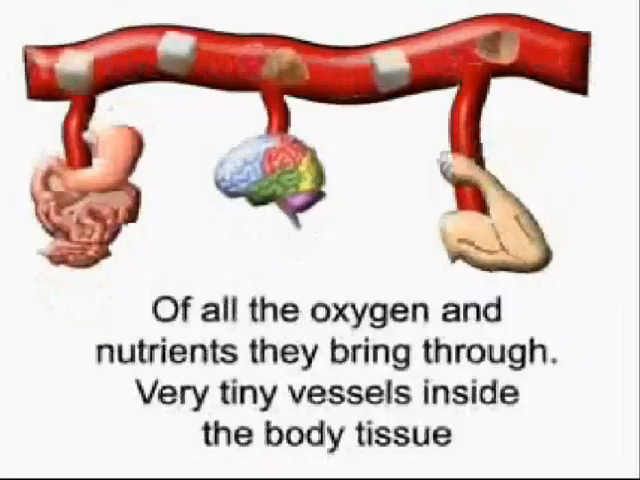 Of all the oxygen and
nutrients they bring through.
Very tiny vessels inside
the body tissue